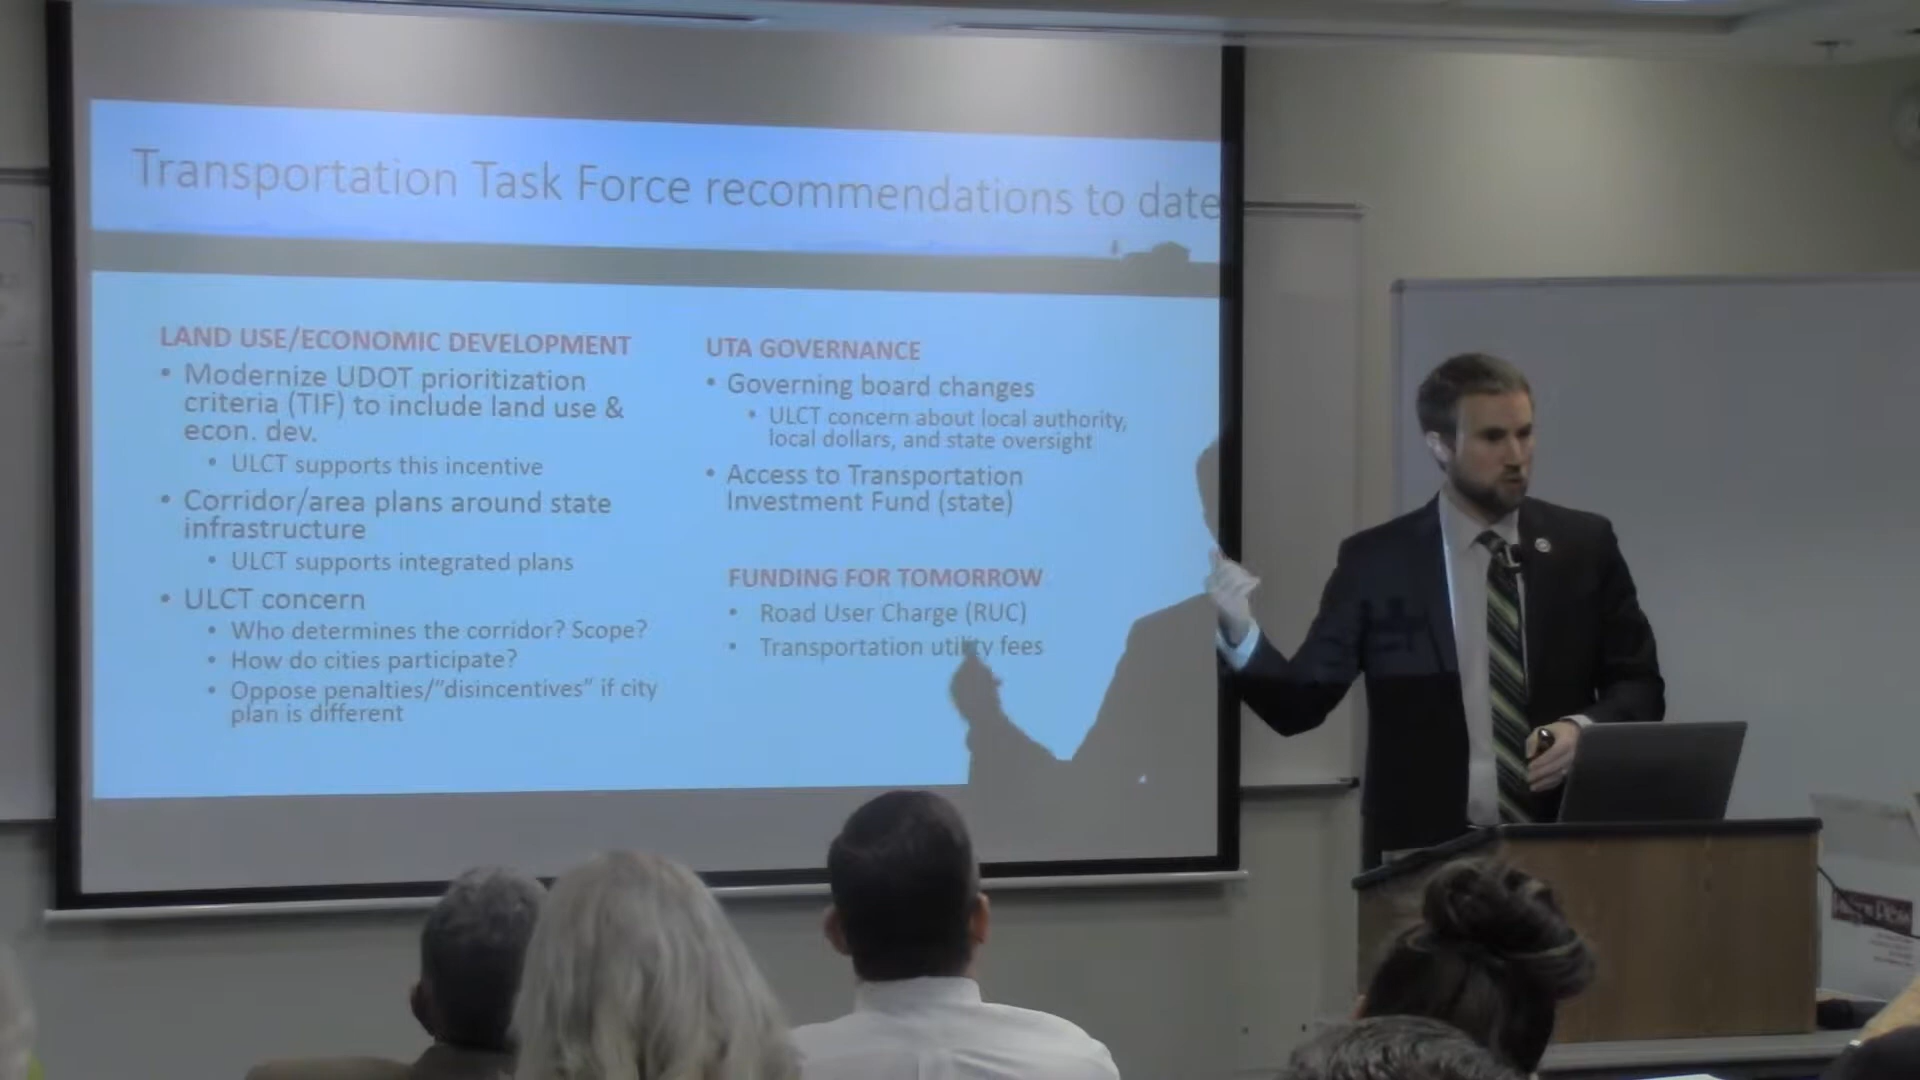 Transportation Task Force recommendations to date
LAND USE/ECONOMIC DEVELOPMENT
• Modernize UDOT prioritization
criteria (TIF) to include land use &
econ. dev.
• ULCT supports this incentive
• Corridor/area plans around state
infrastructure
• ULCT supports integrated plans
• ULCT concern
• Who determines the corridor? Scope?
• How do cities participate?
• Oppose penalties/"disincentives" if city
plan is different
UTA GOVERNANCE
• Governing board changes
• ULCT concern about local authority,
local dollars, and state oversight
• Access to Transportation
Investment Fund (state)
FUNDING FOR TOMORROW
• Road User Charge (RUC)
• Transportation utility fees